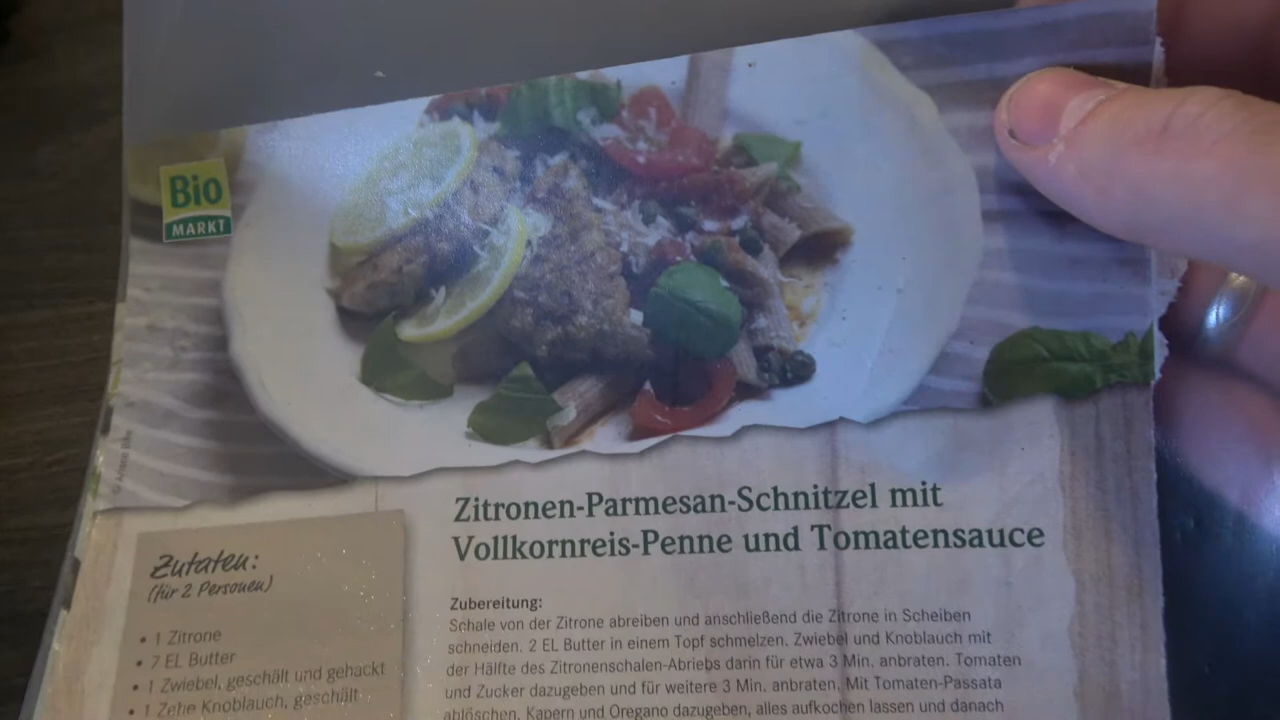 Bio
MARKT
Zitronen-Parmesan-Schnitzel mit
Vollkornreis-Penne und Tomatensauce
Zutaten:
(für 2 Personen)
• 1 Zitrone
• 7 EL Butter
• 1 Zwiebel, geschält und gehackt
• 1 Zehe Knoblauch, geschält
Zubereitung:
Schale von der Zitrone abreiben und anschließend die Zitrone in Scheiben
schneiden. 2 EL Butter in einem Topf schmelzen. Zwiebel und Knoblauch mit
der Hälfte des Zitronenschalen-Abriebs darin für etwa 3 Min. anbraten. Tomaten
und Zucker dazugeben und für weitere 3 Min. anbraten. Mit Tomaten-Passata
ablöschen. Kapern und Oregano dazugeben, alles aufkochen lassen und danach